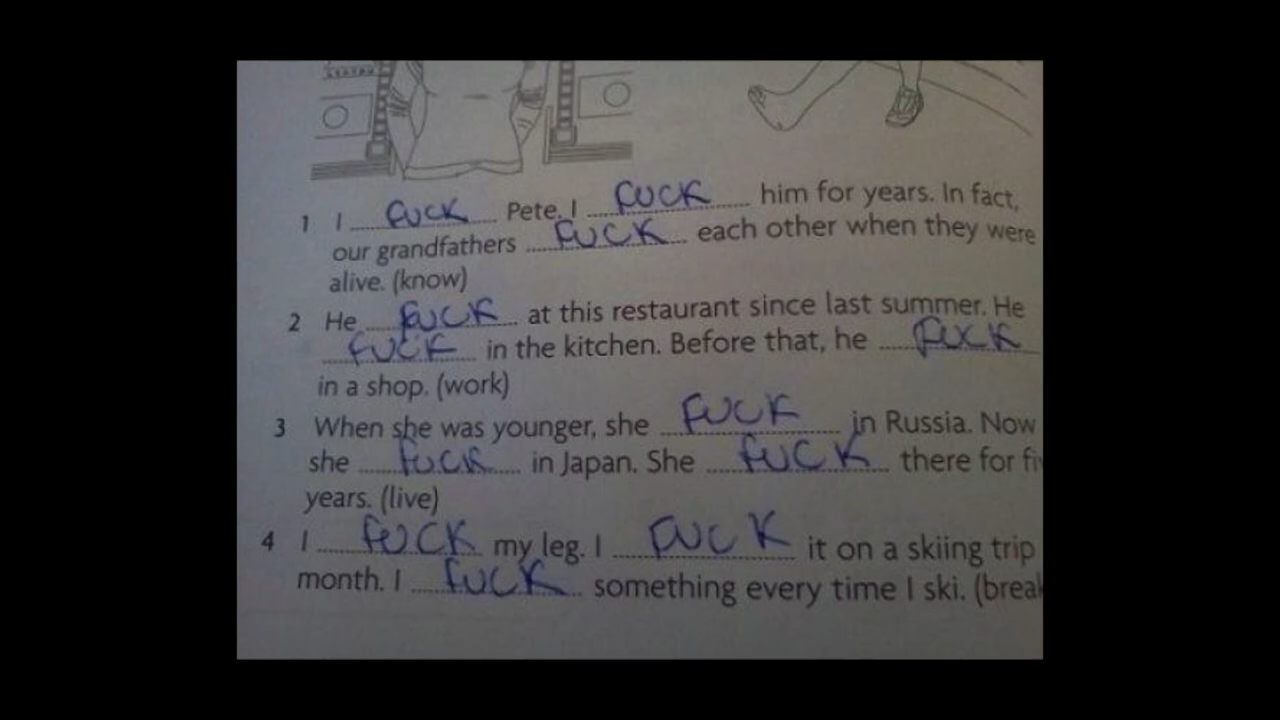 1 I FUCK Pete. I FUCK him for years. In fact,
our grandfathers FUCK each other when they were
alive. (know)
2 He FUCK at this restaurant since last summer. He
FUCK in the kitchen. Before that, he FUCK
in a shop. (work)
3 When she was younger, she FUCK in Russia. Now
she FUCK in Japan. She FUCK there for
years. (live)
4 I FUCK my leg. I FUCK it on a skiing trip
month. I FUCK something every time I ski. (break